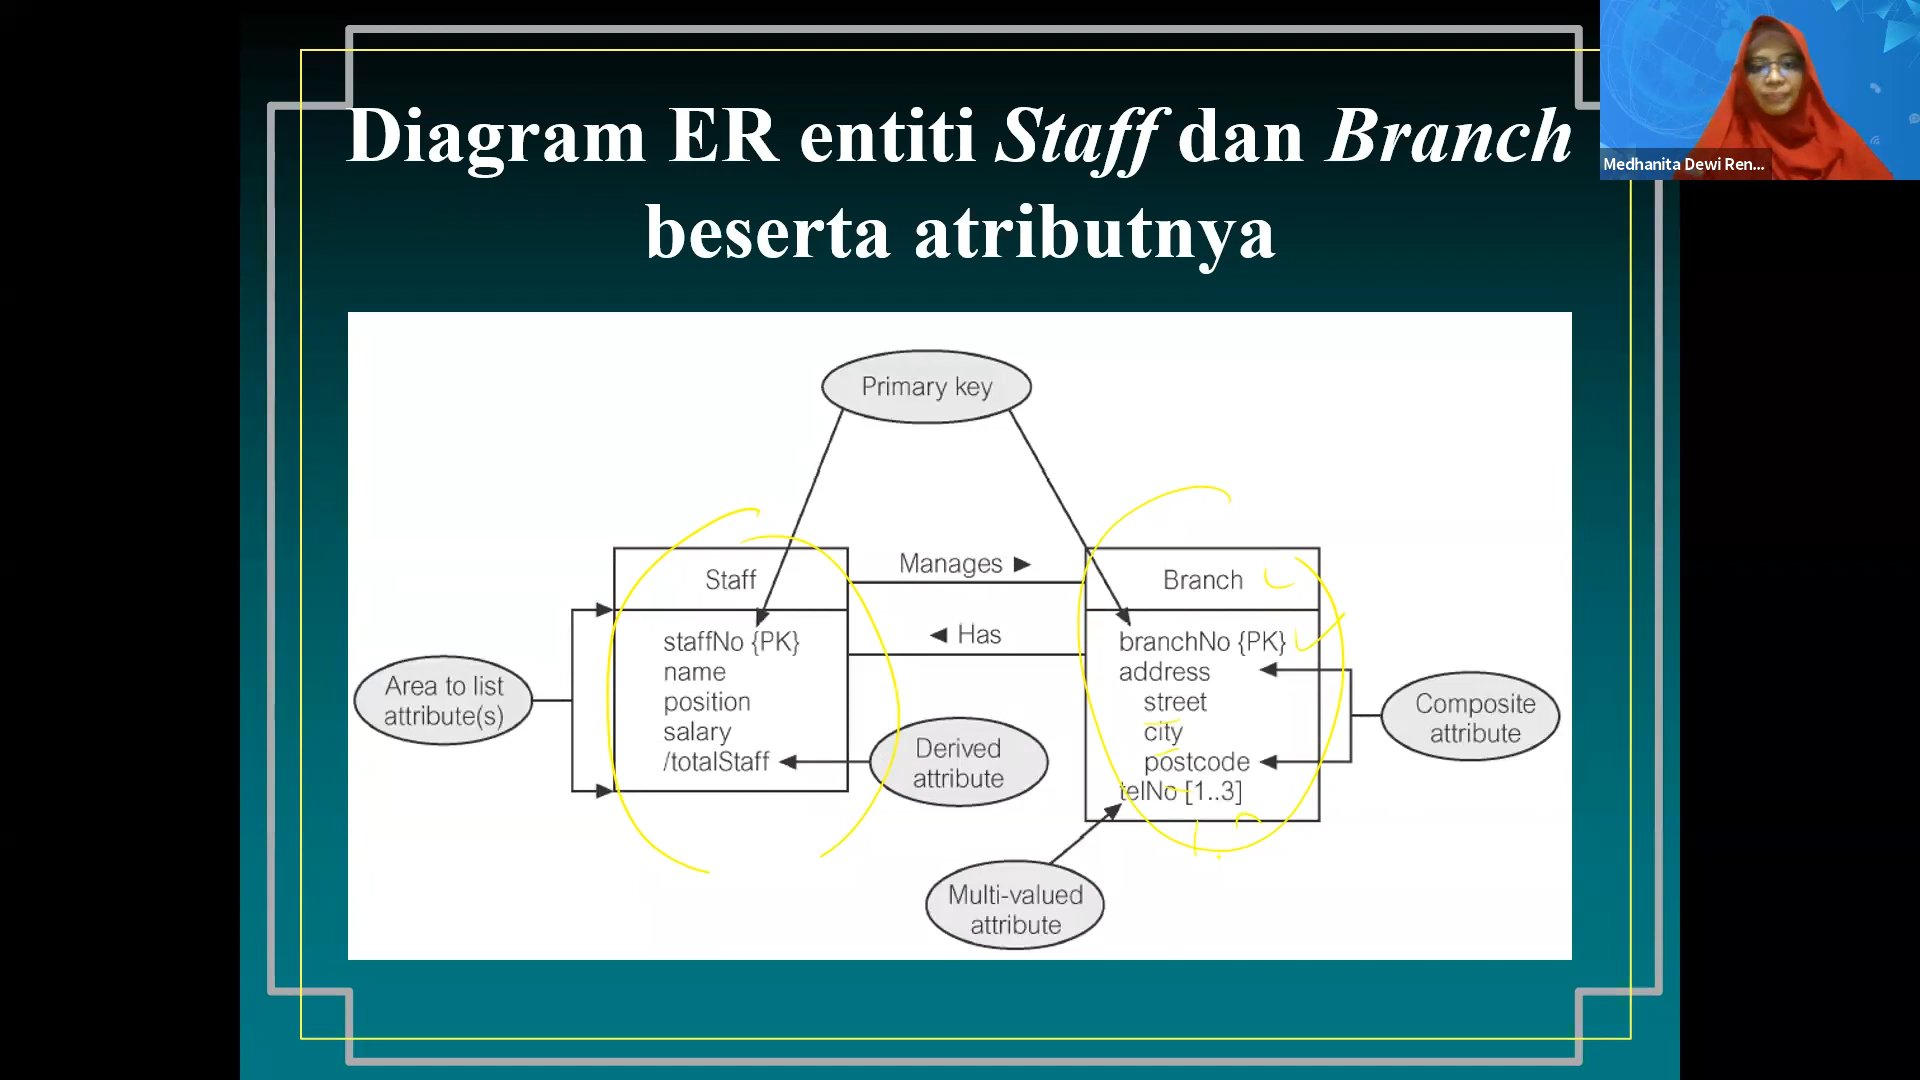 Diagram ER entiti Staff dan Branch
beserta atributnya
Medhanita Dewi Ren...
Primary key
Manages ►
◄ Has
Staff
staffNo {PK}
name
position
salary
/totalStaff
Branch
branchNo {PK}
address
street
city
postcode
telNo [1..3]
Area to list
attribute(s)
Derived
attribute
Composite
attribute
Multi-valued
attribute